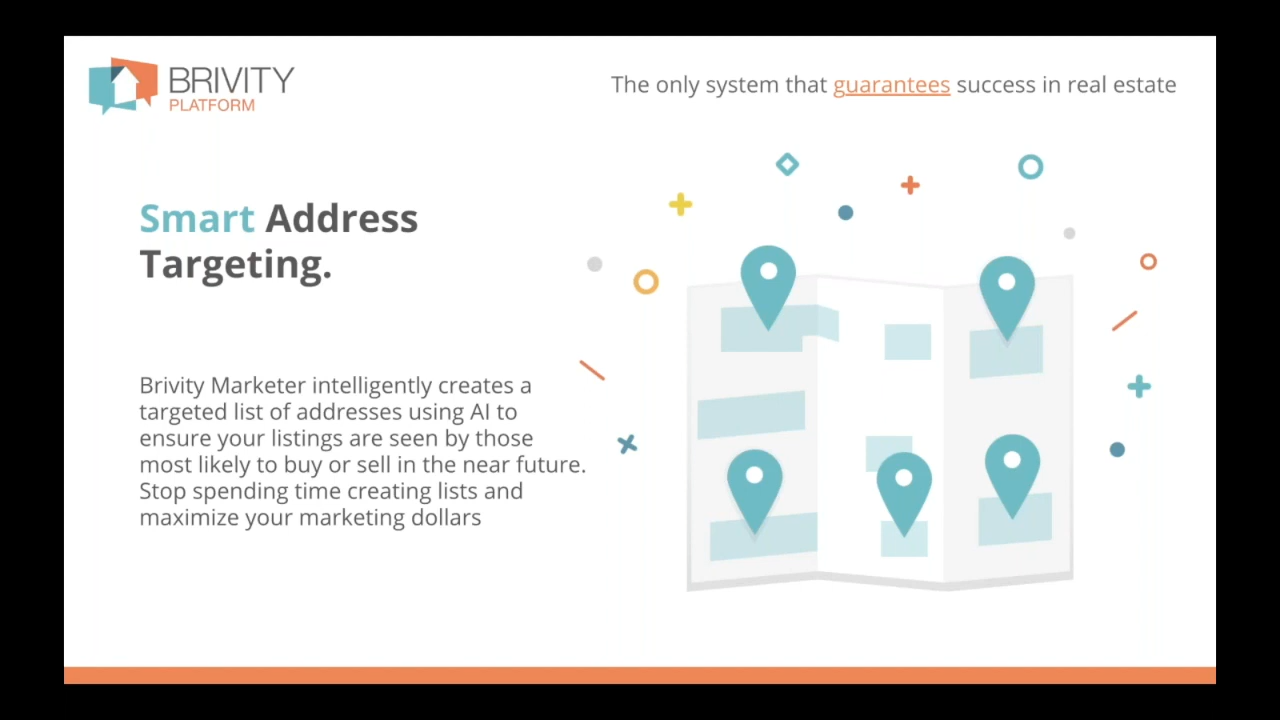 BRIVITY
PLATFORM
The only system that guarantees success in real estate
Smart Address
Targeting.
Brivity Marketer intelligently creates a
targeted list of addresses using AI to
ensure your listings are seen by those
most likely to buy or sell in the near future.
Stop spending time creating lists and
maximize your marketing dollars